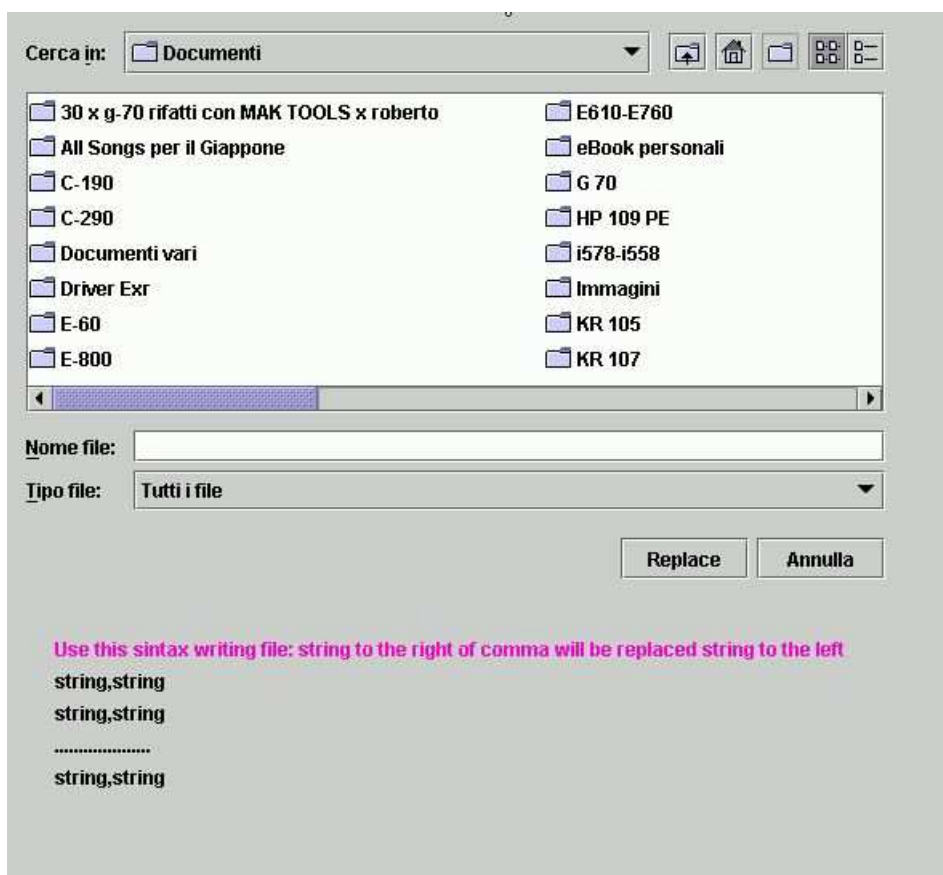 Cerca in: Documenti
30 x g-70 rifatti con MAK TOOLS x roberto
All Songs per il Giappone
C-190
C-290
Documenti vari
Driver Exr
E-60
E-800
E610-E760
eBook personali
G 70
HP 109 PE
i578-i558
Immagini
KR 105
KR 107
Nome file:
Tipo file: Tutti i file
Replace Annulla
Use this sintax writing file: string to the right of comma will be replaced string to the left
string,string
string,string
....................
string,string